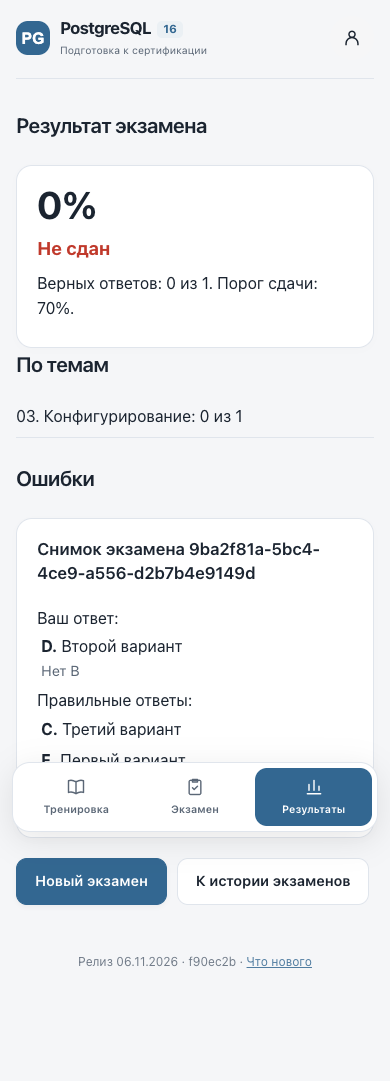 PG
PostgreSQL 16
Подготовка к сертификации
Результат экзамена
0%
Не сдан
Верных ответов: 0 из 1. Порог сдачи:
70%.
По темам
03. Конфигурирование: 0 из 1
Ошибки
Снимок экзамена 9ba2f81a-5bc4-
4ce9-a556-d2b7b4e9149d
Ваш ответ:
D. Второй вариант
Нет B
Правильные ответы:
C. Третий вариант
E. Первый вариант
Тренировка
Экзамен
Результаты
Новый экзамен
К истории экзаменов
Релиз 06.11.2026 · f90ec2b · Что нового